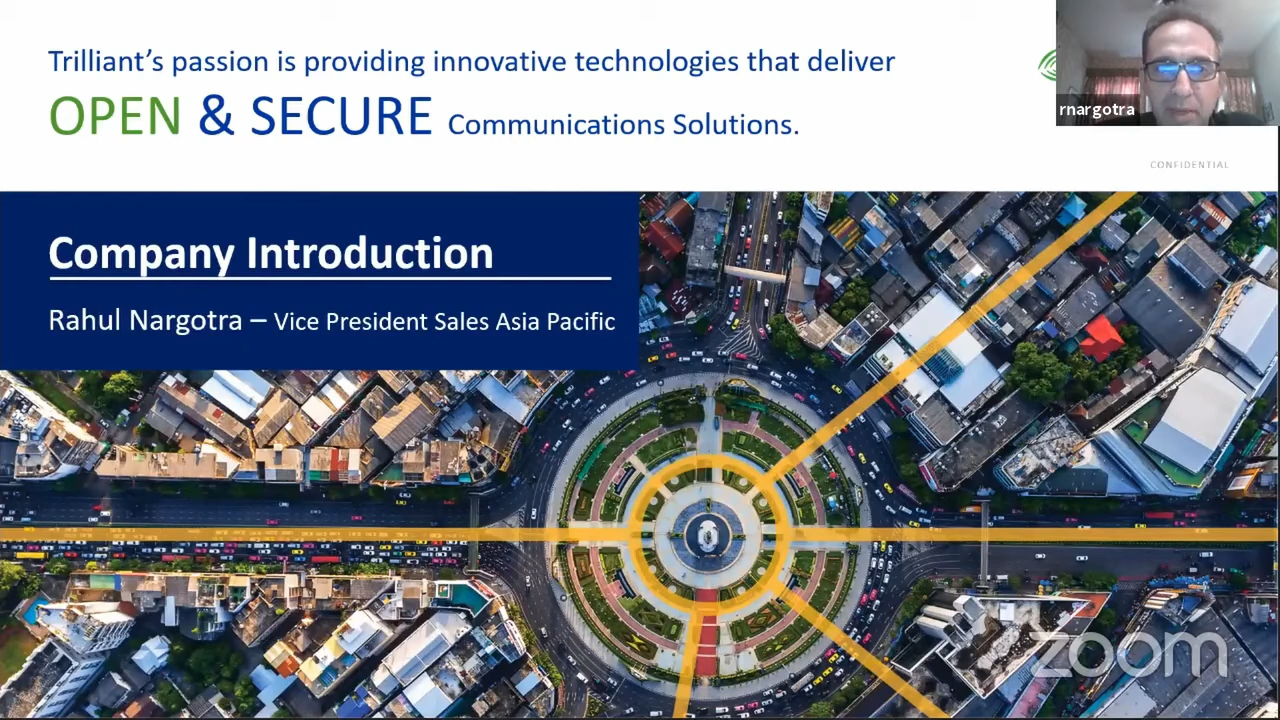 Trilliant's passion is providing innovative technologies that deliver
OPEN & SECURE Communications Solutions.
rnargotra
CONFIDENTIAL
Company Introduction
Rahul Nargotra – Vice President Sales Asia Pacific
zoom